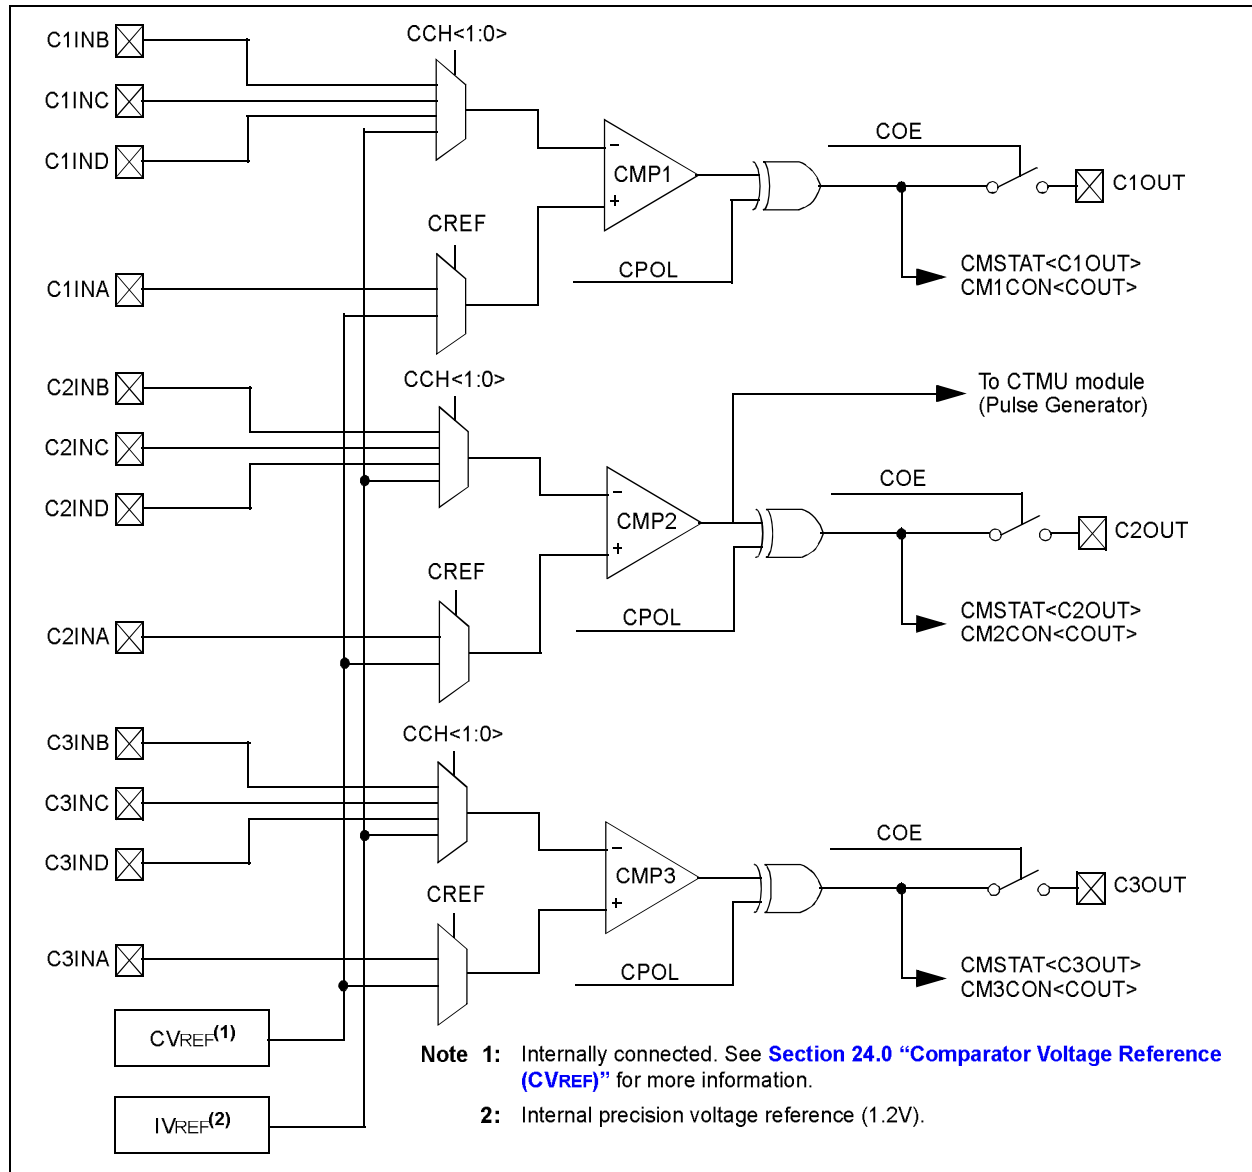 C1INB
CCH<1:0>
C1INC
C1IND
COE
CMP1
C1OUT
CREF
CPOL
CMSTAT<C1OUT>
CM1CON<COUT>
C1INA
C2INB
CCH<1:0>
To CTMU module
(Pulse Generator)
C2INC
C2IND
COE
CMP2
C2OUT
CREF
CPOL
CMSTAT<C2OUT>
CM2CON<COUT>
C2INA
C3INB
CCH<1:0>
C3INC
C3IND
COE
CMP3
C3OUT
CREF
CPOL
CMSTAT<C3OUT>
CM3CON<COUT>
C3INA
CVREF(1)
IVREF(2)
Note 1: Internally connected. See Section 24.0 “Comparator Voltage Reference
(CVREF)” for more information.
2: Internal precision voltage reference (1.2V).
− + − + − +